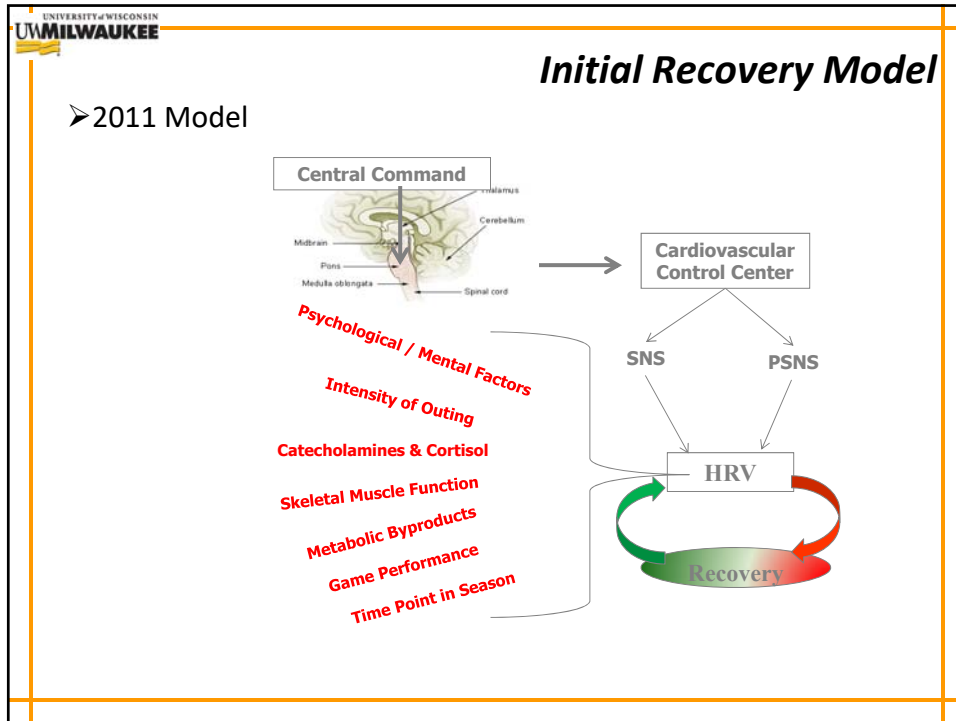 UNIVERSITY of WISCONSIN
UWMILWAUKEE
Initial Recovery Model
➢2011 Model
Central Command
Thalamus
Cerebellum
Midbrain
Pons
Medulla oblongata
Spinal cord
Cardiovascular
Control Center
SNS
PSNS
Psychological / Mental Factors
Intensity of Outing
Catecholamines & Cortisol
Skeletal Muscle Function
Metabolic Byproducts
Game Performance
Time Point in Season
HRV
Recovery